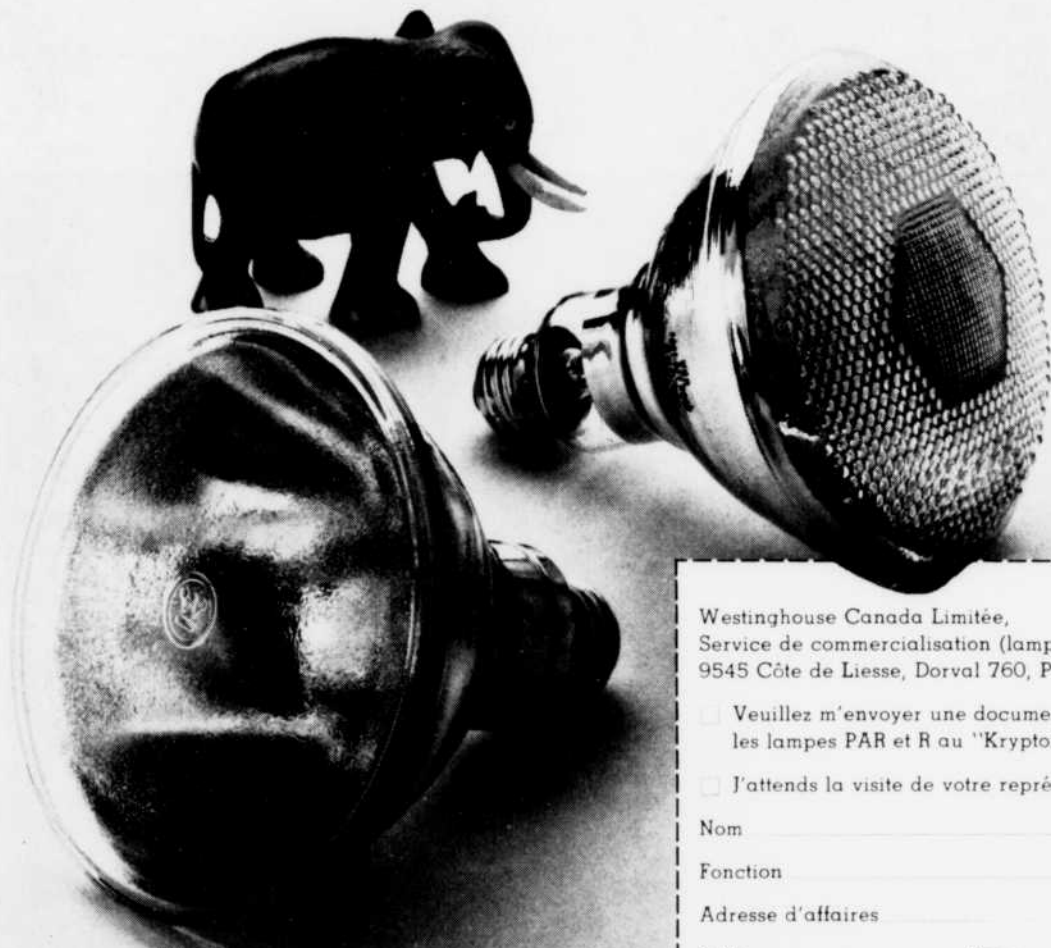 Westinghouse Canada Limitée,
Service de commercialisation (lamp
9545 Côte de Liesse, Dorval 760, P
Veuillez m'envoyer une docume
les lampes PAR et R au "Krypto
J'attends la visite de votre repré
Nom
Fonction
Adresse d'affaires